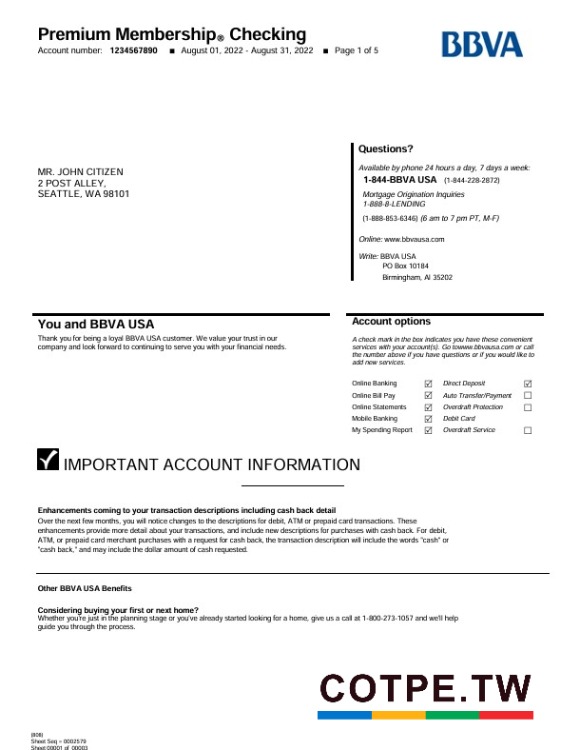 Premium Membership® Checking
Account number: 1234567890 ■ August 01, 2022 - August 31, 2022 ■ Page 1 of 5
BBVA
MR. JOHN CITIZEN
2 POST ALLEY,
SEATTLE, WA 98101
Questions?
Available by phone 24 hours a day, 7 days a week:
1-844-BBVA USA (1-844-228-2872)
Mortgage Origination Inquiries
1-888-8-LENDING
(1-888-853-6346) (6 am to 7 pm PT, M-F)
Online: www.bbvausa.com
Write: BBVA USA
PO Box 10184
Birmingham, Al 35202
You and BBVA USA
Thank you for being a loyal BBVA USA customer. We value your trust in our
company and look forward to continuing to serve you with your financial needs.
Account options
A check mark in the box indicates you have these convenient
services with your account(s). Go towww.bbvausa.com or call
the number above if you have questions or if you would like to
add new services.
Online Banking ☑ Direct Deposit ☑
Online Bill Pay ☑ Auto Transfer/Payment ☐
Online Statements ☑ Overdraft Protection ☐
Mobile Banking ☑ Debit Card
My Spending Report ☑ Overdraft Service ☐
IMPORTANT ACCOUNT INFORMATION
Enhancements coming to your transaction descriptions including cash back detail
Over the next few months, you will notice changes to the descriptions for debit, ATM or prepaid card transactions. These
enhancements provide more detail about your transactions, and include new descriptions for purchases with cash back. For debit,
ATM, or prepaid card merchant purchases with a request for cash back, the transaction description will include the words "cash" or
"cash back," and may include the dollar amount of cash requested.
Other BBVA USA Benefits
Considering buying your first or next home?
Whether you're just in the planning stage or you've already started looking for a home, give us a call at 1-800-273-1057 and we'll help
guide you through the process.
COTPE.TW
(808)
Sheet Seq = 0002579
Sheet 00001 of 00003